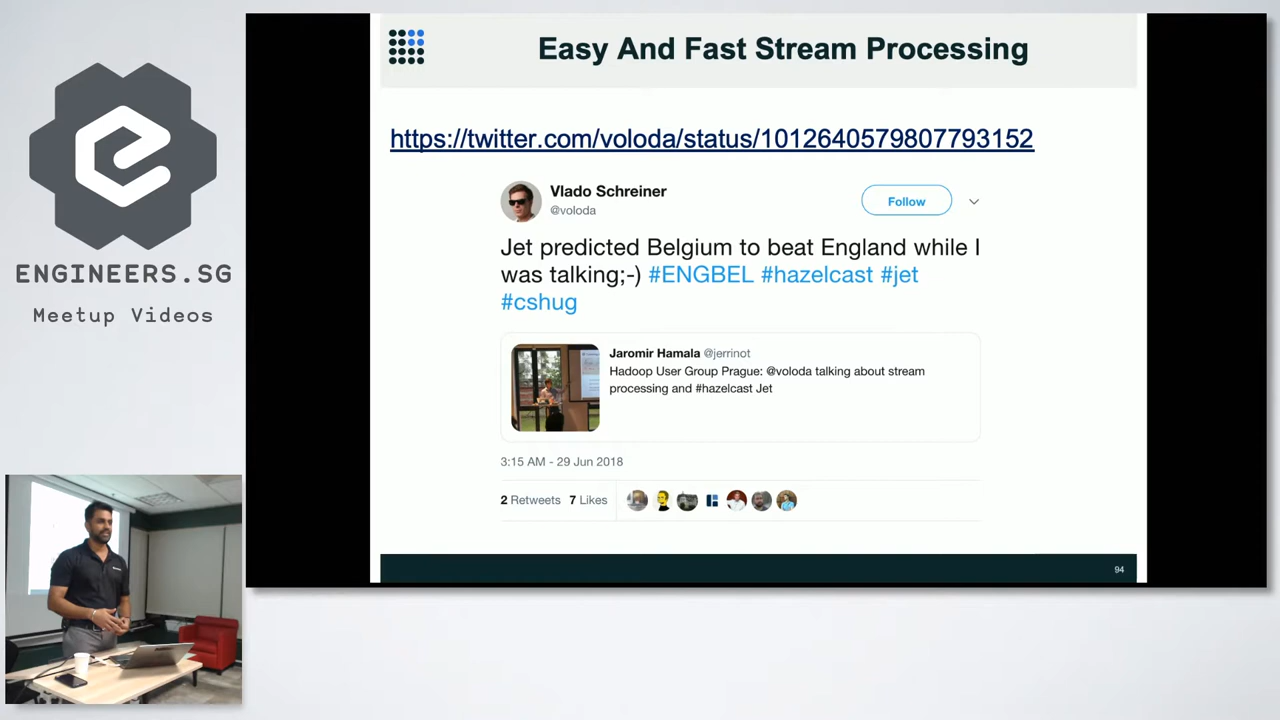 Easy And Fast Stream Processing
https://twitter.com/voloda/status/1012640579807793152
Vlado Schreiner
@voloda
Follow
Jet predicted Belgium to beat England while I
was talking;-) #ENGBEL #hazelcast #jet
#cshug
Jaromir Hamala @jerrinot
Hadoop User Group Prague: @voloda talking about stream
processing and #hazelcast Jet
3:15 AM - 29 Jun 2018
2 Retweets 7 Likes
94
ENGINEERS.SG
Meetup Videos